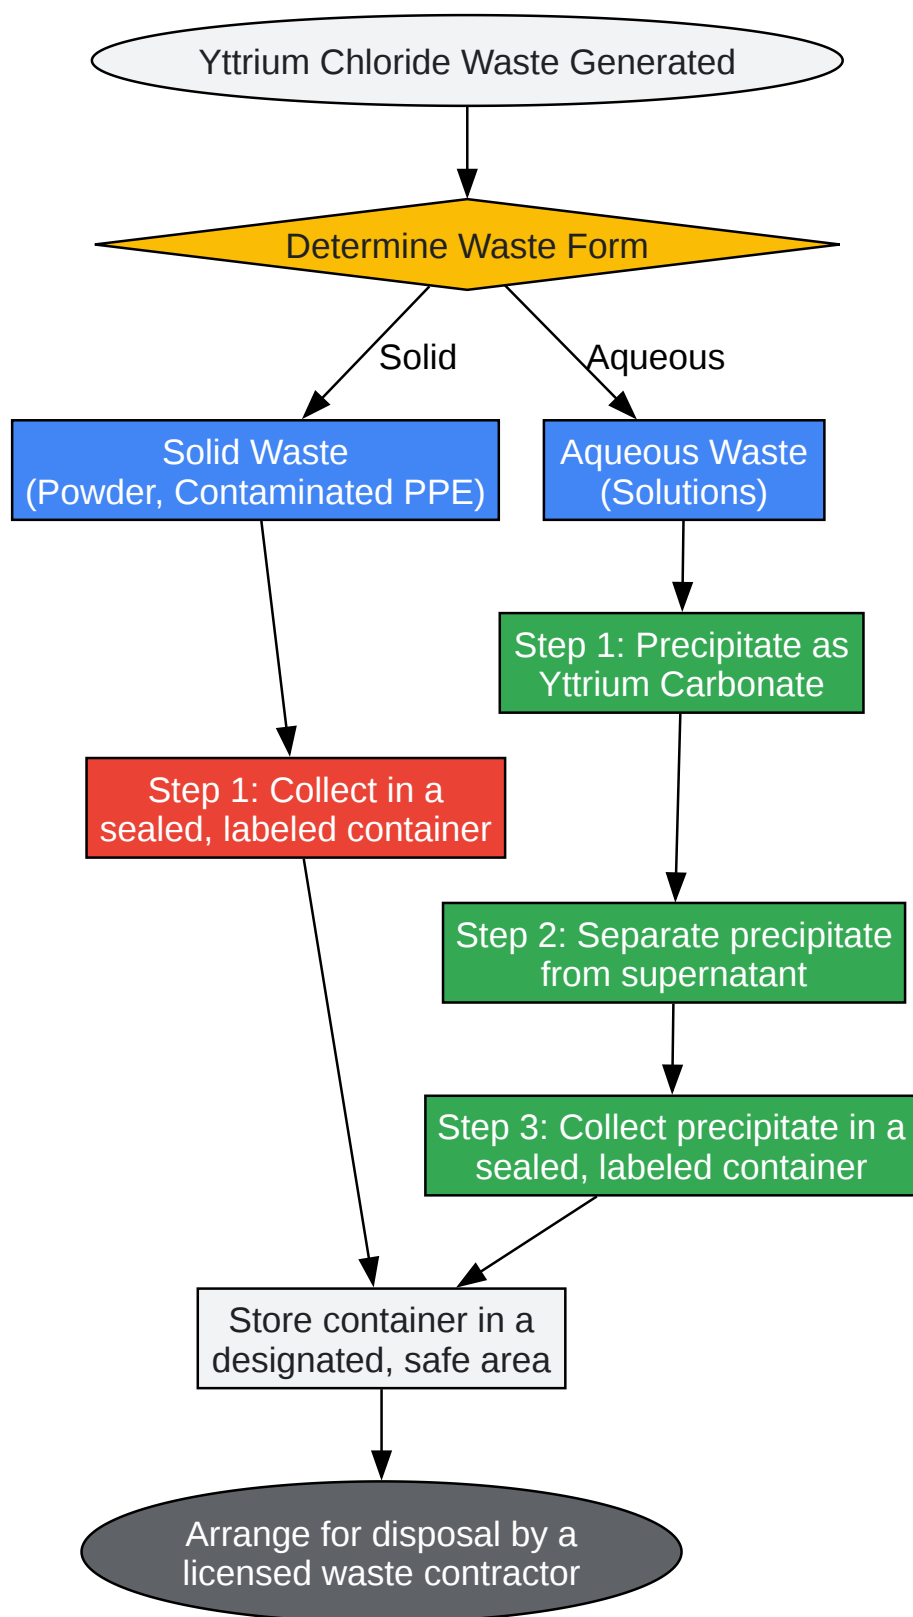 Yttrium Chloride Waste Generated
Determine Waste Form
Solid
Aqueous
Solid Waste
(Powder, Contaminated PPE)
Aqueous Waste
(Solutions)
Step 1: Precipitate as
Yttrium Carbonate
Step 1: Collect in a
sealed, labeled container
Step 2: Separate precipitate
from supernatant
Step 3: Collect precipitate in a
sealed, labeled container
Store container in a
designated, safe area
Arrange for disposal by a
licensed waste contractor